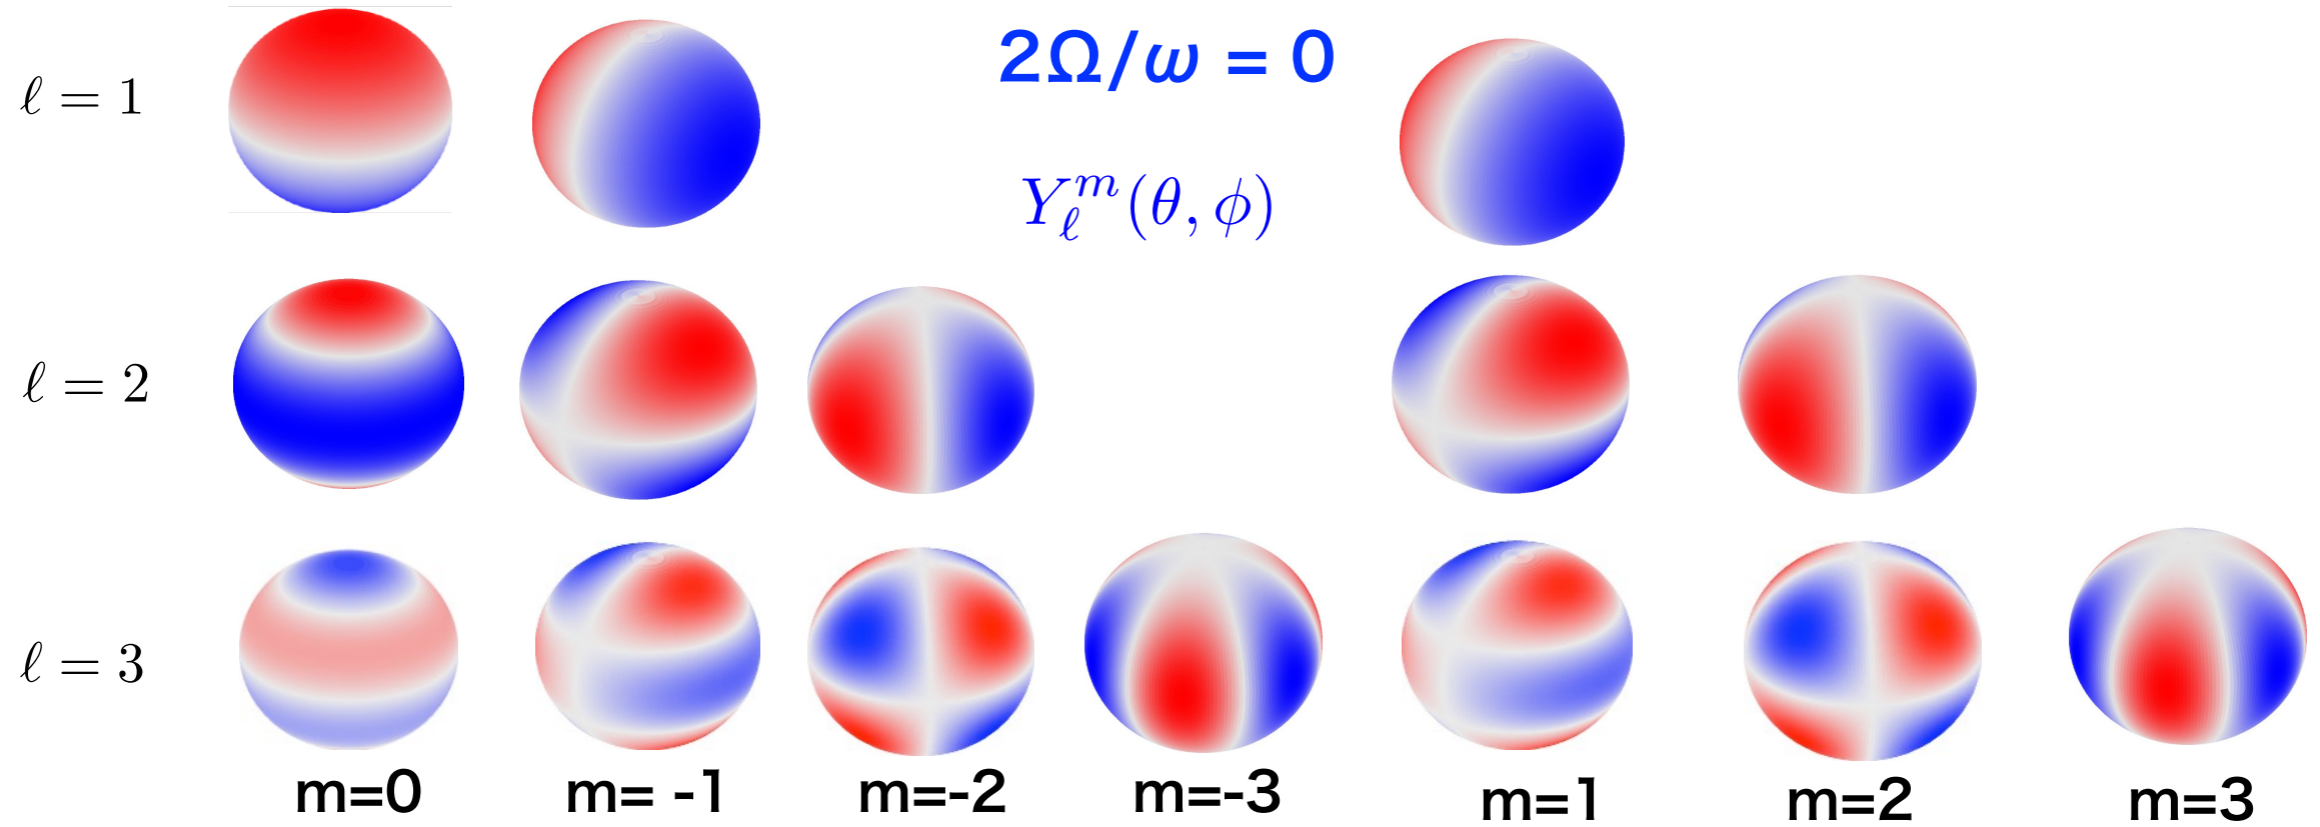 2Ω/ω = 0
ℓ = 1
Y_ℓ^m(θ, ϕ)
ℓ = 2
ℓ = 3
m=0
m= -1
m=-2
m=-3
m=1
m=2
m=3